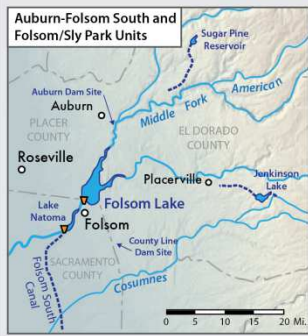 Auburn-Folsom South and
Folsom/Sly Park Units
Sugar Pine
Reservoir
Auburn Dam Site
Auburn
American
Middle Fork
PLACER
COUNTY
EL DORADO
COUNTY
Roseville
Placerville
Jenkinson
Lake
Folsom Lake
Lake
Natoma
Folsom
County Line
Dam Site
SACRAMENTO
COUNTY
Folsom South
Canal
Cosumnes
0 5 10 15 20 Mi.